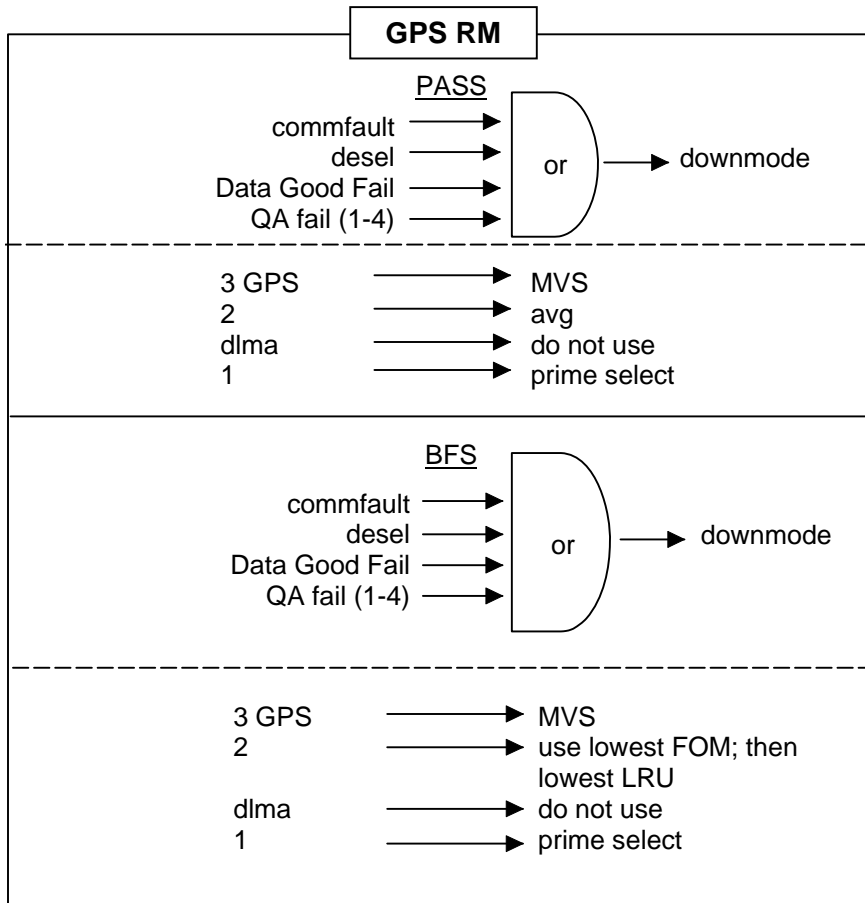 GPS RM
PASS
commfault
desel
Data Good Fail
QA fail (1-4)
or
downmode
3 GPS MVS
2 avg
dlma do not use
1 prime select
BFS
commfault
desel
Data Good Fail
QA fail (1-4)
or
downmode
3 GPS MVS
2 use lowest FOM; then
lowest LRU
dlma do not use
1 prime select